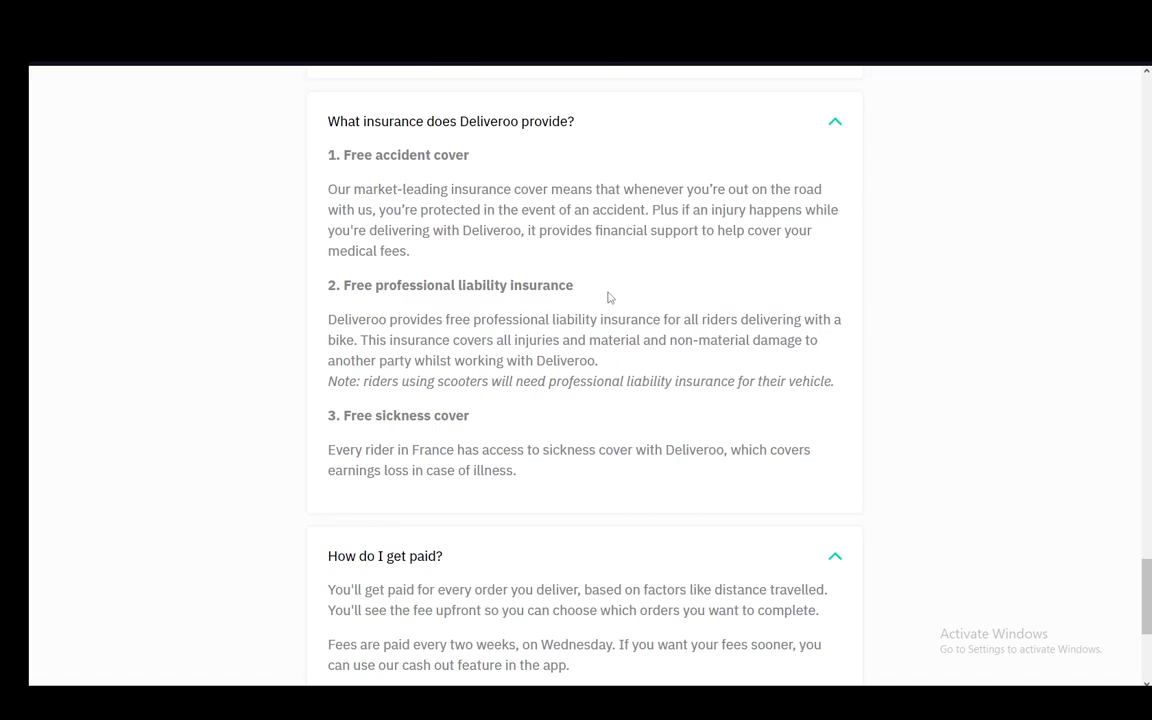 What insurance does Deliveroo provide?
1. Free accident cover
Our market-leading insurance cover means that whenever you’re out on the road
with us, you’re protected in the event of an accident. Plus if an injury happens while
you're delivering with Deliveroo, it provides financial support to help cover your
medical fees.
2. Free professional liability insurance
Deliveroo provides free professional liability insurance for all riders delivering with a
bike. This insurance covers all injuries and material and non-material damage to
another party whilst working with Deliveroo.
Note: riders using scooters will need professional liability insurance for their vehicle.
3. Free sickness cover
Every rider in France has access to sickness cover with Deliveroo, which covers
earnings loss in case of illness.
How do I get paid?
You'll get paid for every order you deliver, based on factors like distance travelled.
You'll see the fee upfront so you can choose which orders you want to complete.
Fees are paid every two weeks, on Wednesday. If you want your fees sooner, you
can use our cash out feature in the app.
Activate Windows
Go to Settings to activate Windows.